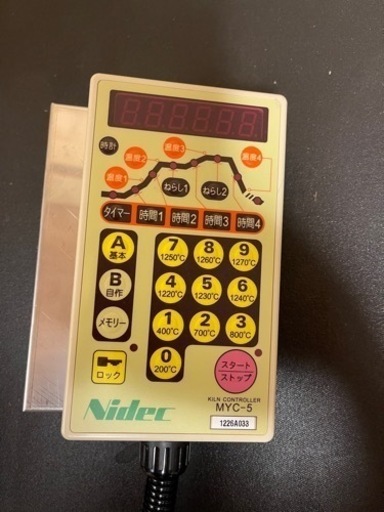 時計
温度1
温度2
温度3
温度4
ねらし1
ねらし2
タイマー 時間1 時間2 時間3 時間4
A
基本
7
1250℃
8
1260℃
9
1270℃
B
自作
4
1220℃
5
1230℃
6
1240℃
メモリー
1
400℃
2
700℃
3
800℃
ロック
0
200℃
スタート
ストップ
Nidec
KILN CONTROLLER
MYC-5
1226A033